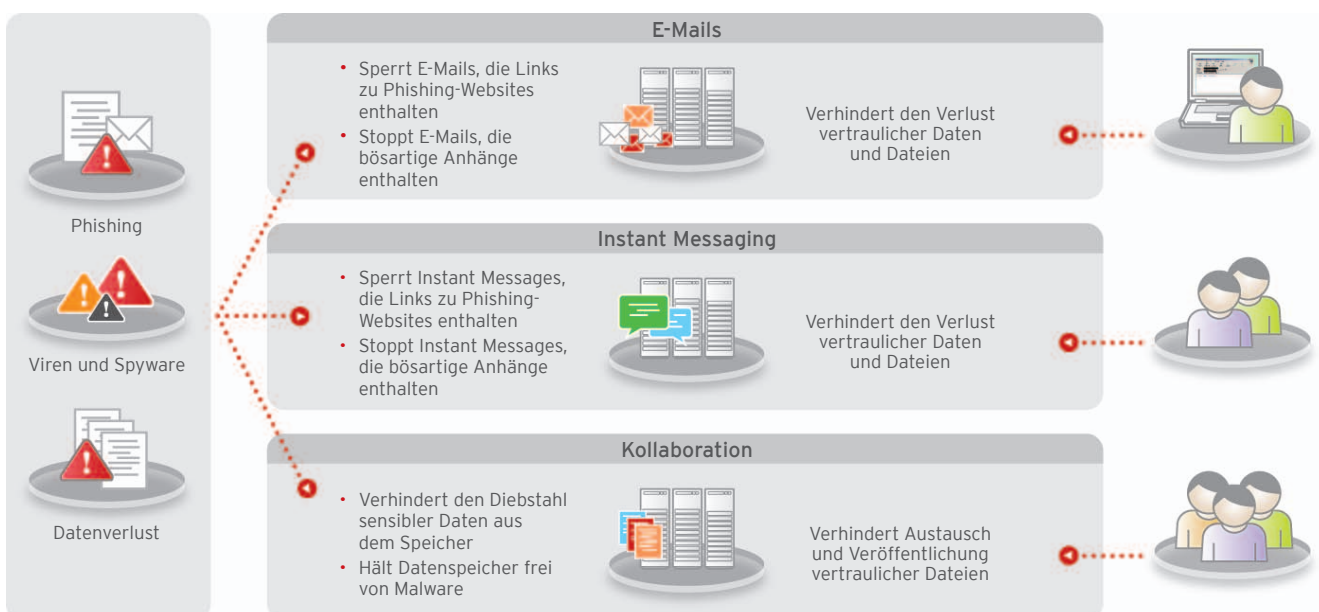 Phishing
Viren und Spyware
Datenverlust
E-Mails
• Sperrt E-Mails, die Links
zu Phishing-Websites
enthalten
• Stoppt E-Mails, die
bösartige Anhänge
enthalten
Verhindert den Verlust
vertraulicher Daten
und Dateien
Instant Messaging
• Sperrt Instant Messages,
die Links zu Phishing-
Websites enthalten
• Stoppt Instant Messages,
die bösartige Anhänge
enthalten
Verhindert den Verlust
vertraulicher Daten
und Dateien
Kollaboration
• Verhindert den Diebstahl
sensibler Daten aus
dem Speicher
• Hält Datenspeicher frei
von Malware
Verhindert Austausch
und Veröffentlichung
vertraulicher Dateien